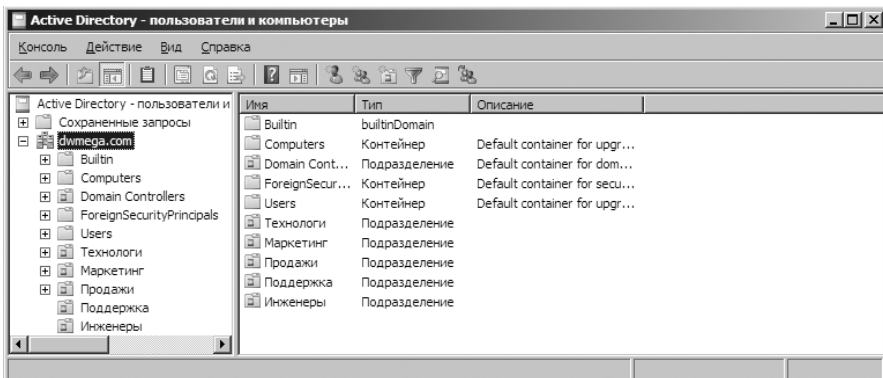 Active Directory - пользователи и компьютеры
Консоль Действие Вид Справка
Active Directory - пользователи и
Сохраненные запросы
dwmega.com
Builtin
Computers
Domain Controllers
ForeignSecurityPrincipals
Users
Технологи
Маркетинг
Продажи
Поддержка
Инженеры
Имя Тип Описание
Builtin builtinDomain
Computers Контейнер Default container for upgr...
Domain Cont... Подразделение Default container for dom...
ForeignSecur... Контейнер Default container for secu...
Users Контейнер Default container for upgr...
Технологи Подразделение
Маркетинг Подразделение
Продажи Подразделение
Поддержка Подразделение
Инженеры Подразделение